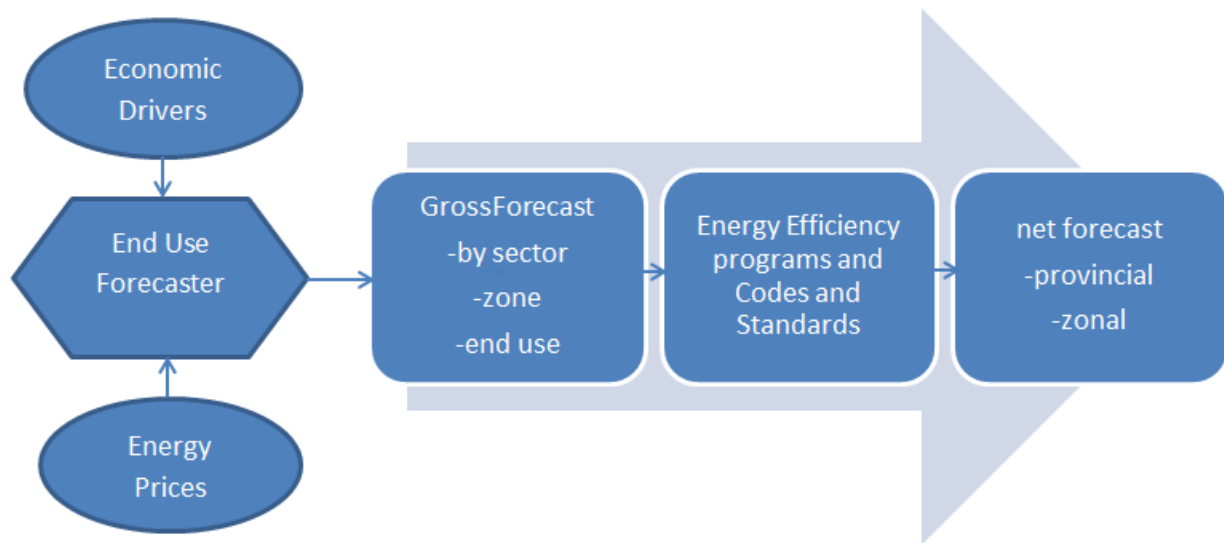 Economic
Drivers
End Use
Forecaster
Energy
Prices
GrossForecast
-by sector
-zone
-end use
Energy Efficiency
programs and
Codes and
Standards
net forecast
-provincial
-zonal